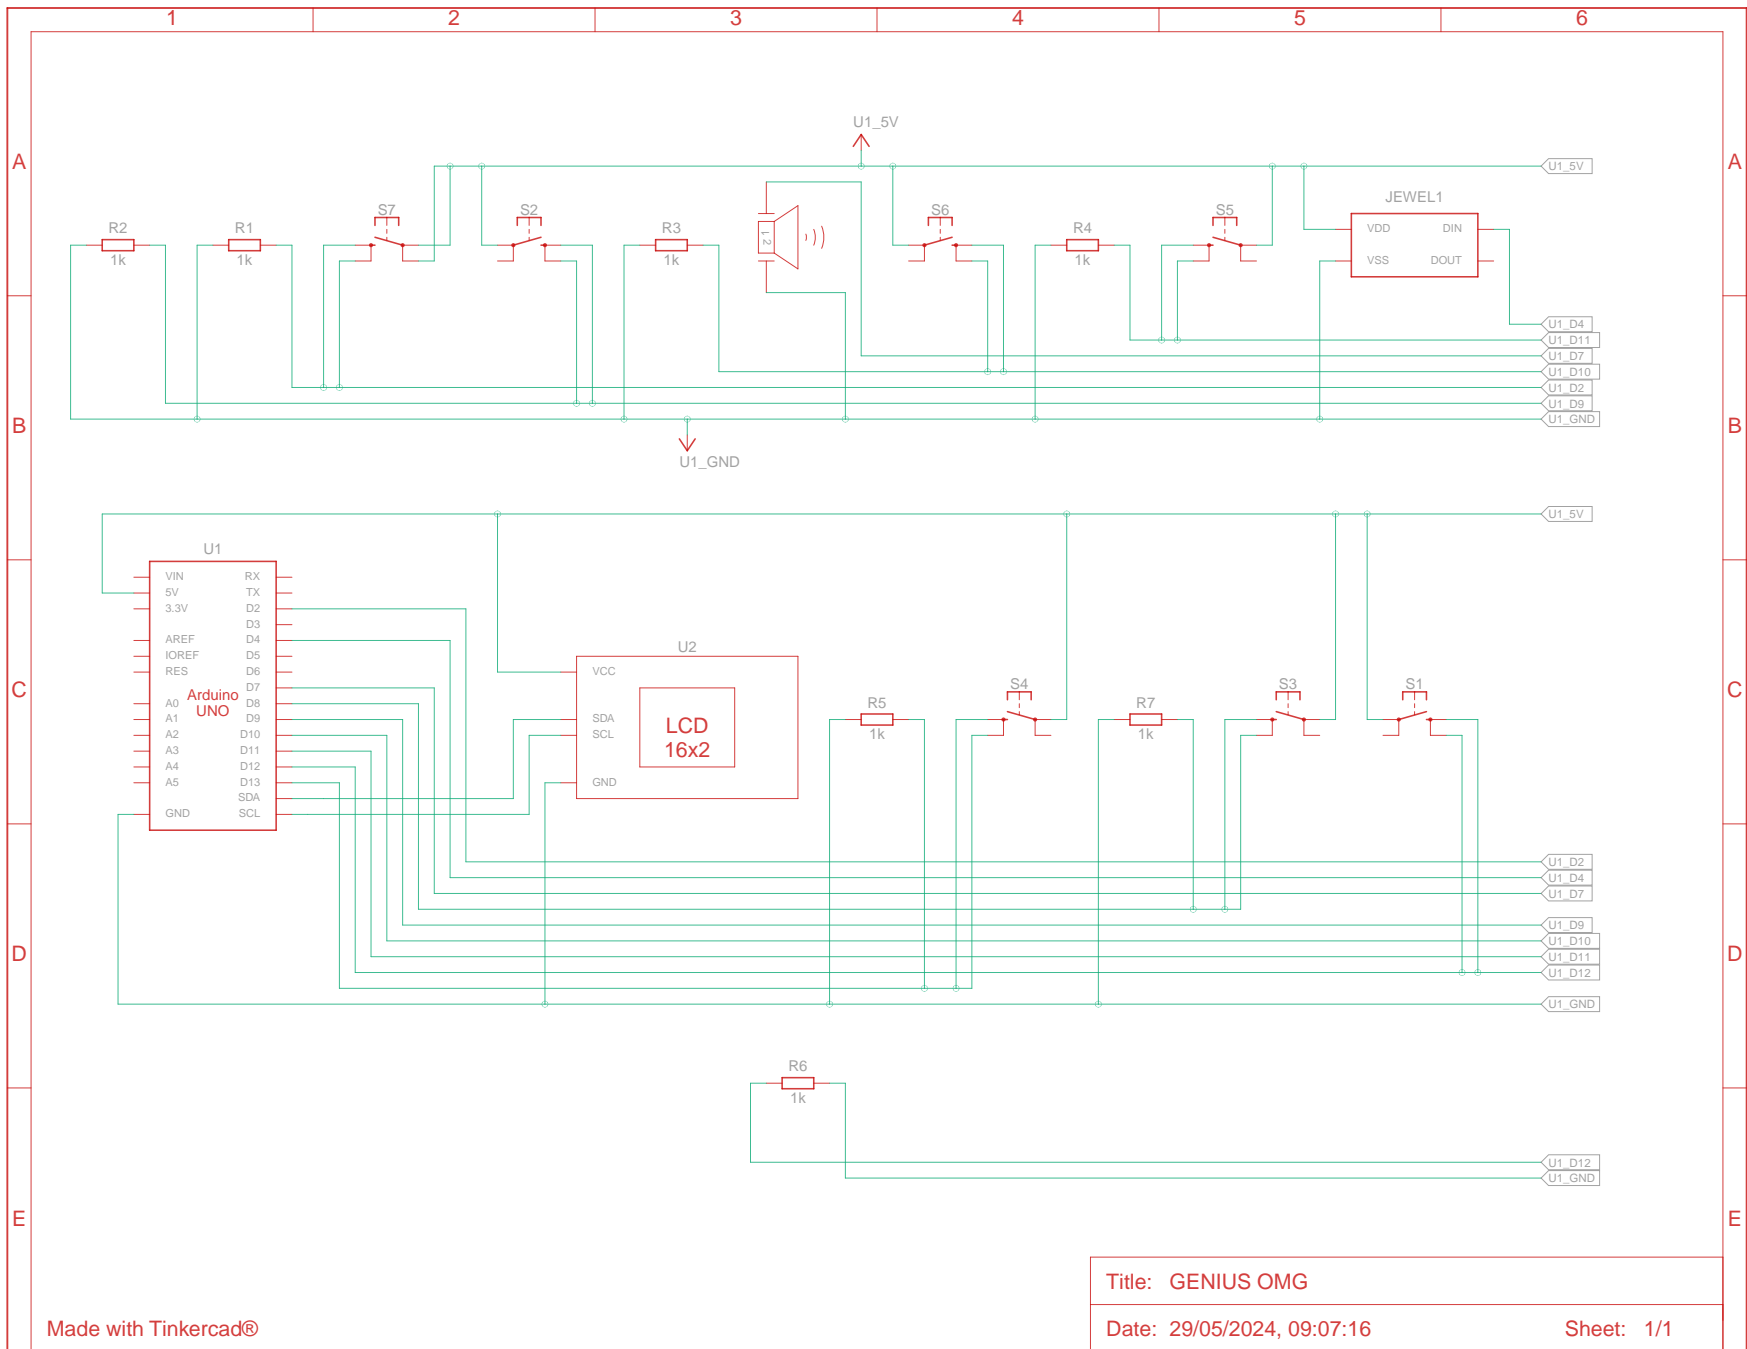 1 2 3 4 5 6
A A
U1_5V
U1_5V
JEWEL1
S7 S2 S6 S5
R2 R1 R3 R4
1k 1k 1k 1k
1 2
VDD DIN
VSS DOUT
U1_D4
U1_D11
U1_D7
U1_D10
U1_D2
U1_D9
U1_GND
B B
U1_GND
U1_5V
U1
VIN RX
5V TX
3.3V D2
D3
AREF D4
IOREF D5
RES D6
D7
A0 D8
A1 D9
A2 D10
A3 D11
A4 D12
A5 D13
SDA
GND SCL
Arduino
UNO
C C
U2
VCC
SDA
SCL
GND
LCD
16x2
S4 S3 S1
R5 R7
1k 1k
U1_D2
U1_D4
U1_D7
U1_D9
U1_D10
U1_D11
U1_D12
U1_GND
D D
R6
1k
U1_D12
U1_GND
E E
Title: GENIUS OMG
Made with Tinkercad®
Date: 29/05/2024, 09:07:16 Sheet: 1/1